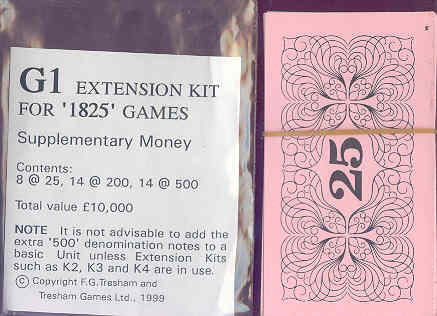 G1 EXTENSION KIT
FOR '1825' GAMES
Supplementary Money
Contents:
8 @ 25, 14 @ 200, 14 @ 500
Total value £10,000
NOTE It is not advisable to add the
extra '500' denomination notes to a
basic Unit unless Extension Kits
such as K2, K3 and K4 are in use.
© Copyright F.G.Tresham and
Tresham Games Ltd., 1999
25